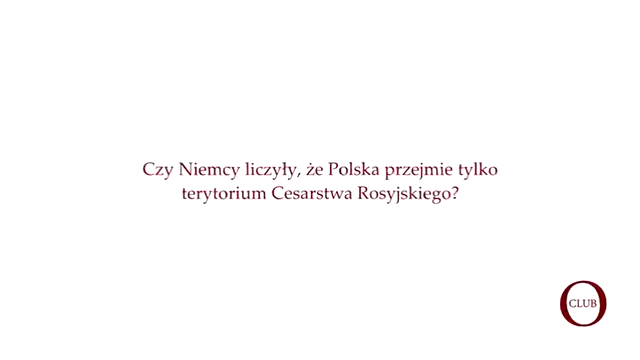 Czy Niemcy liczyły, że Polska przejmie tylko
terytorium Cesarstwa Rosyjskiego?
O CLUB